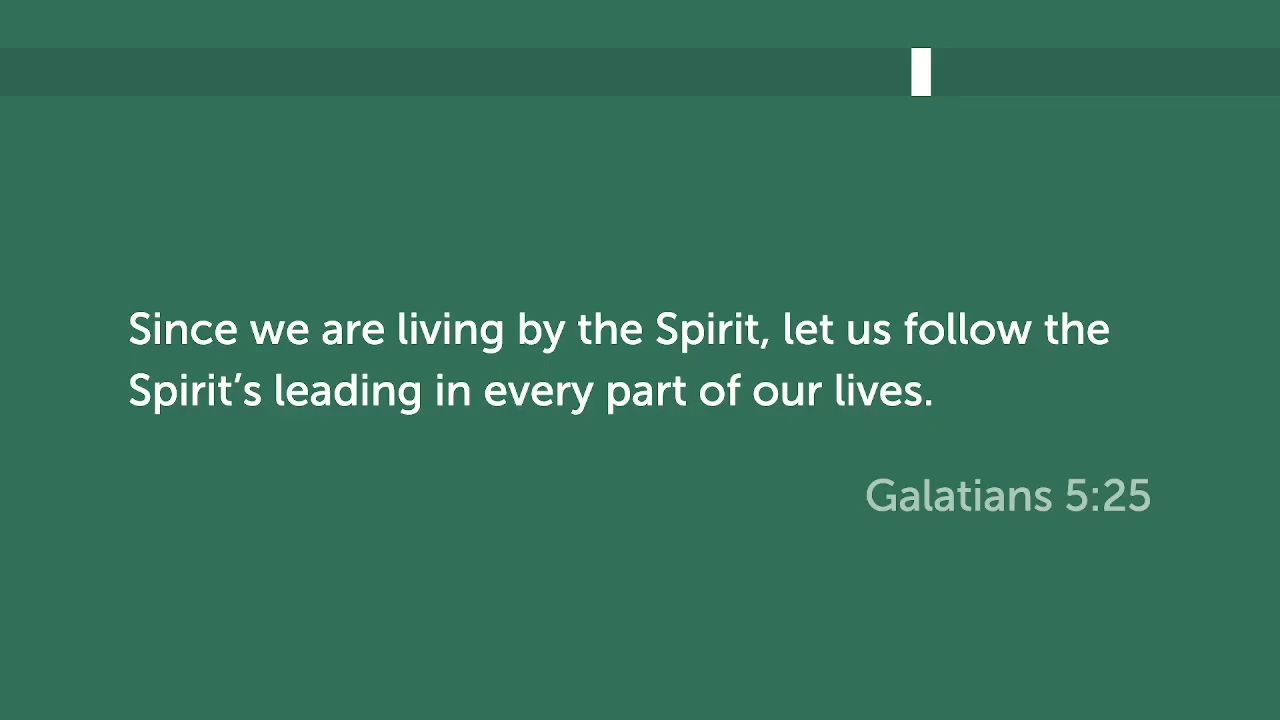 Since we are living by the Spirit, let us follow the
Spirit’s leading in every part of our lives.
Galatians 5:25